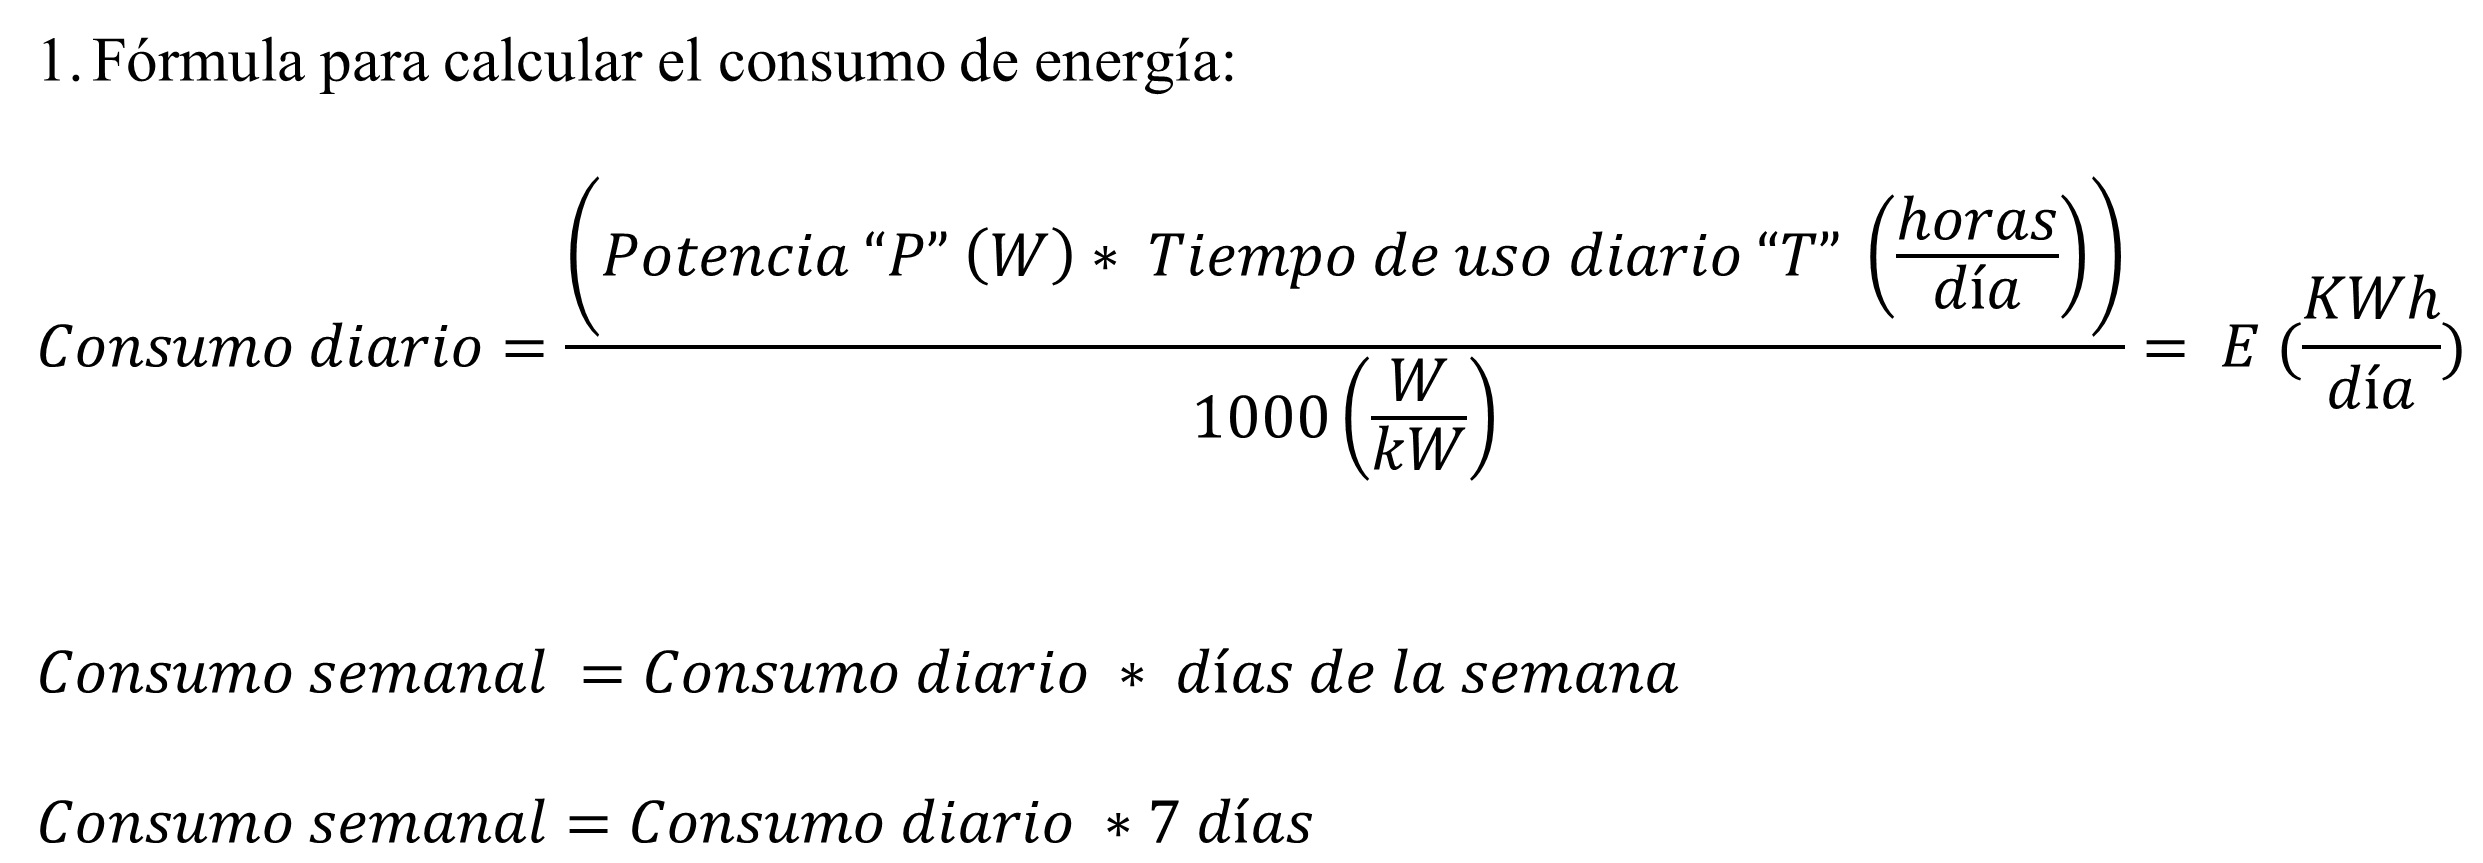 1. Fórmula para calcular el consumo de energía:
Consumo diario = (Potencia “P” (W) * Tiempo de uso diario “T” (horas/día)) / 1000 (W/kW) = E (KWh/día)
Consumo semanal = Consumo diario * días de la semana
Consumo semanal = Consumo diario * 7 días